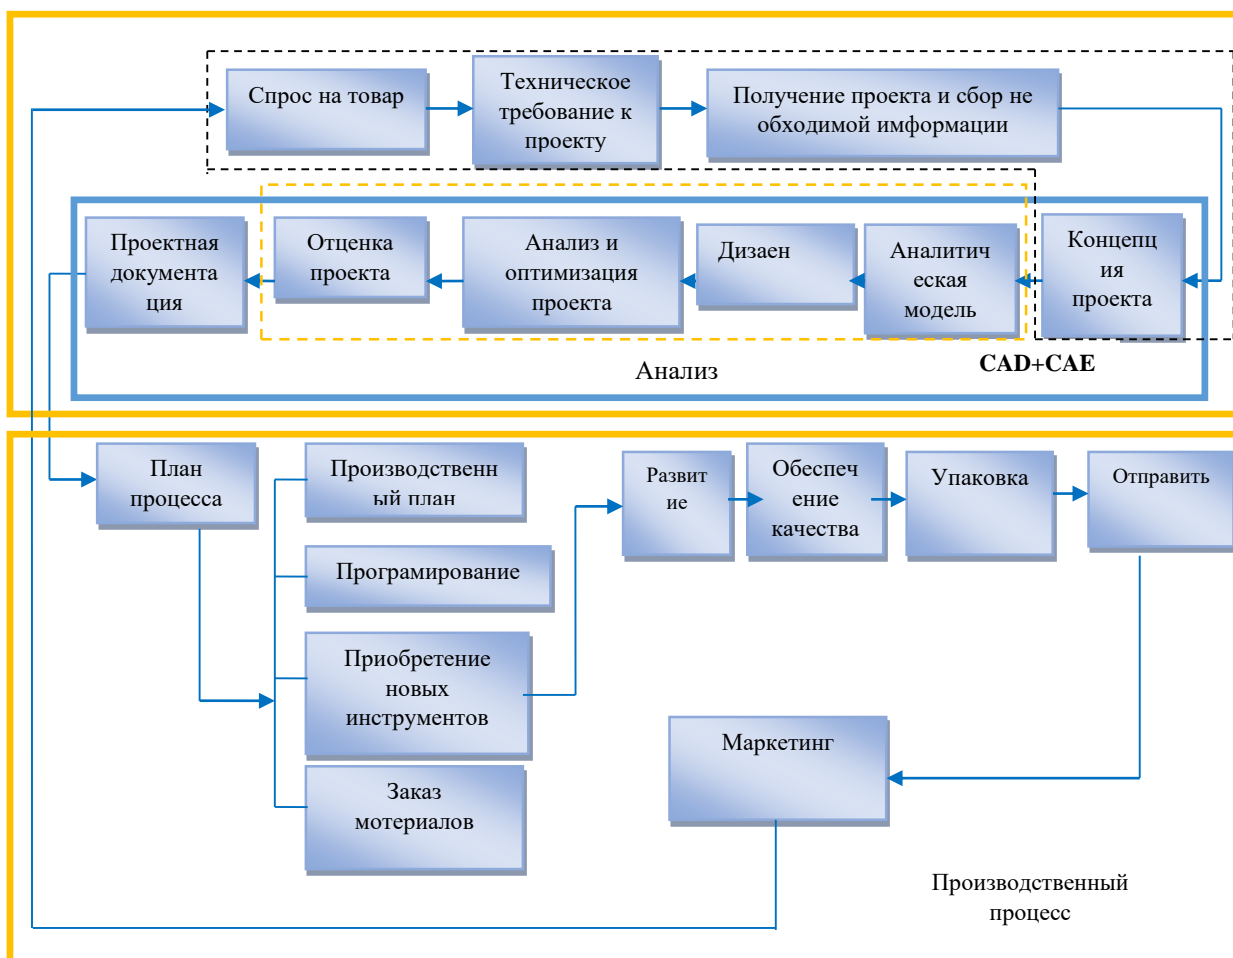 Спрос на товар
Техническое
требование к
проекту
Получение проекта и сбор не
обходимой имформации
Проектная
документа
ция
Отценка
проекта
Анализ и
оптимизация
проекта
Дизаен
Аналитич
еская
модель
Концепц
ия
проекта
Анализ
CAD+CAE
План
процесса
Производственн
ый план
Програмирование
Приобретение
новых
инструментов
Заказ
мотериалов
Развит
ие
Обеспеч
ение
качества
Упаковка
Отправить
Маркетинг
Производственный
процесс